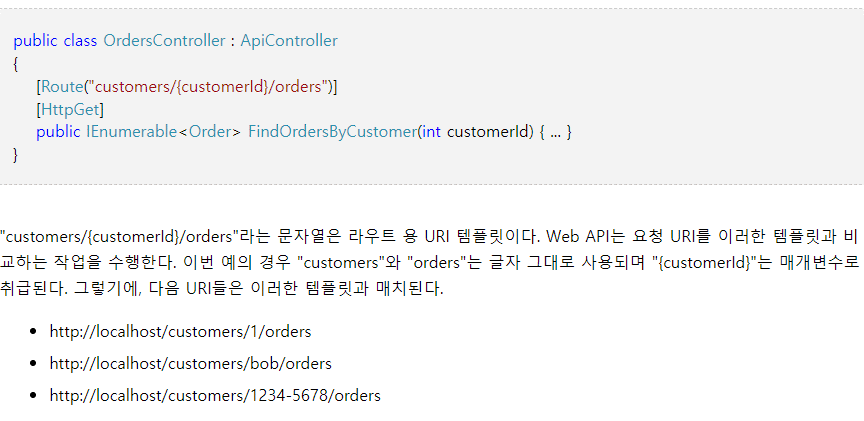 public class OrdersController : ApiController
{
[Route("customers/{customerId}/orders")]
[HttpGet]
public IEnumerable<Order> FindOrdersByCustomer(int customerId) { ... }
}
"customers/{customerId}/orders"라는 문자열은 라우트 용 URI 템플릿이다. Web API는 요청 URI를 이러한 템플릿과 비
교하는 작업을 수행한다. 이번 예의 경우 "customers"와 "orders"는 글자 그대로 사용되며 "{customerId}"는 매개변수로
취급된다. 그렇기에, 다음 URI들은 이러한 템플릿과 매치된다.
• http://localhost/customers/1/orders
• http://localhost/customers/bob/orders
• http://localhost/customers/1234-5678/orders